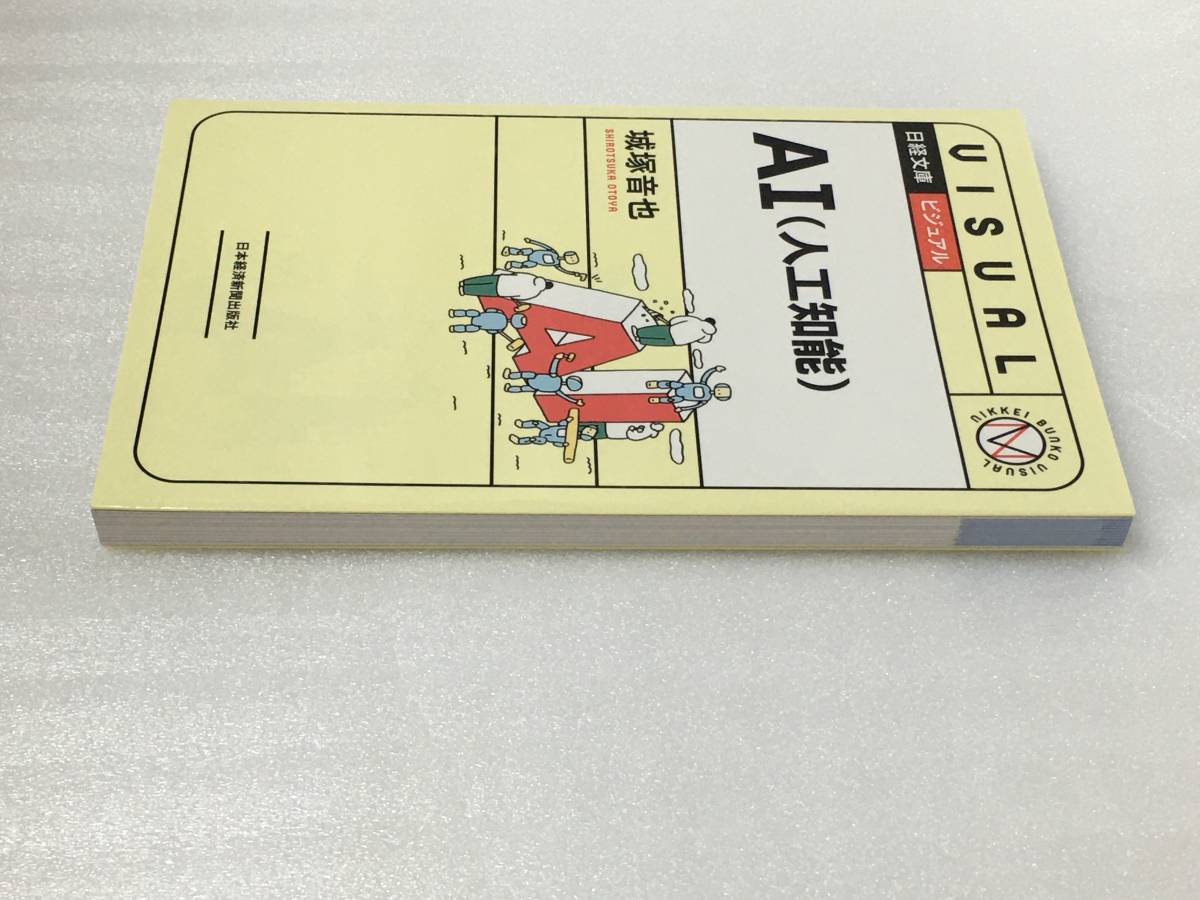 VISUAL
日経文庫 ビジュアル
NIKKEI BUNKO VISUAL
AI(人工知能)
城塚音也
SHIROTSUKA OTOYA
AI
日本経済新聞出版社